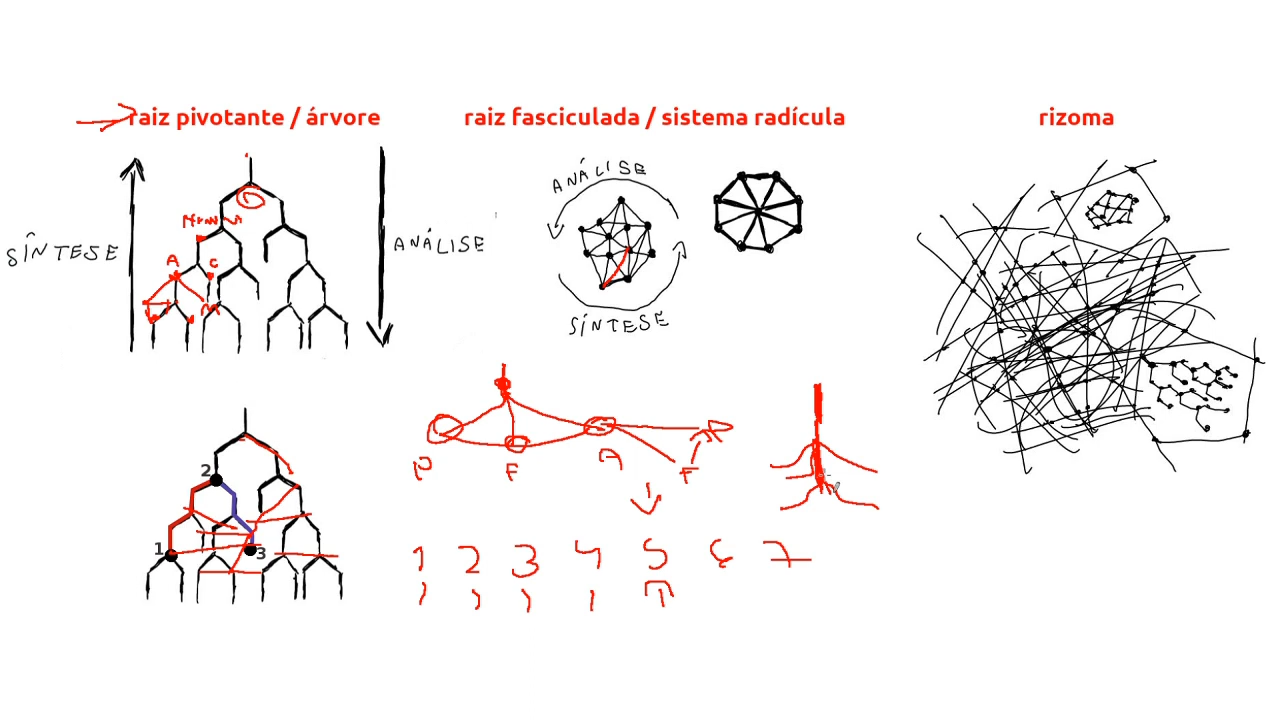 raiz pivotante / árvore
raiz fasciculada / sistema radícula
rizoma
ANÁLISE
SÍNTESE
ANÁLISE
A
C
M
SÍNTESE
2
1
3
P
F
A
F
1 2 3 4 5 6 7